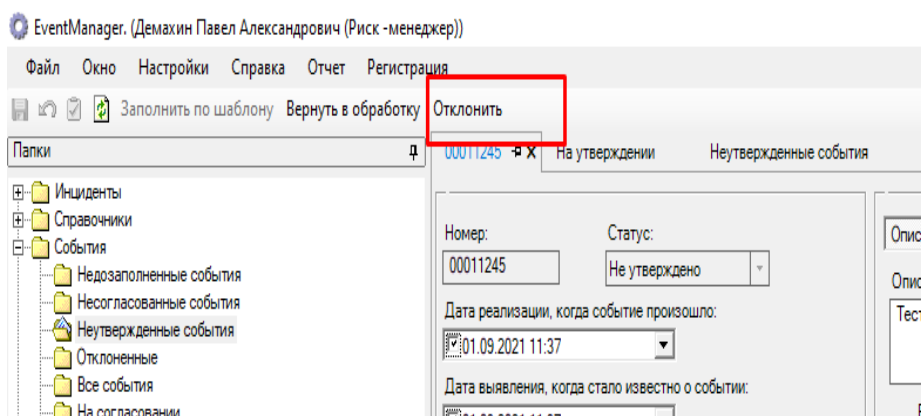 EventManager. (Демахин Павел Александрович (Риск -менеджер))
Файл Окно Настройки Справка Отчет Регистрация
Заполнить по шаблону Вернуть в обработку Отклонить
Папки
00011245 На утверждении Неутвержденные события
Инциденты
Справочники
События
Недозаполненные события
Несогласованные события
Неутвержденные события
Отклоненные
Все события
На согласовании
Номер: Статус:
00011245 Не утверждено
Дата реализации, когда событие произошло:
01.09.2021 11:37
Дата выявления, когда стало известно о событии:
Опис
Опис
Тест